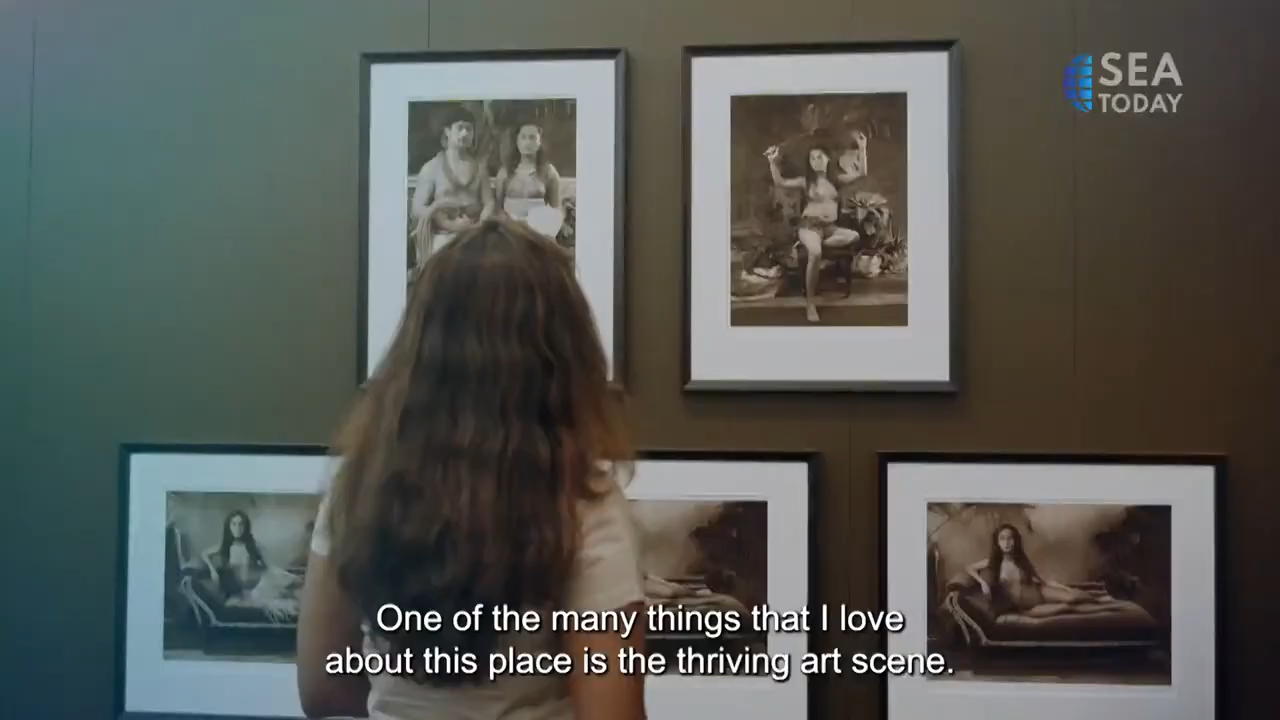 SEA
TODAY
One of the many things that I love
about this place is the thriving art scene.